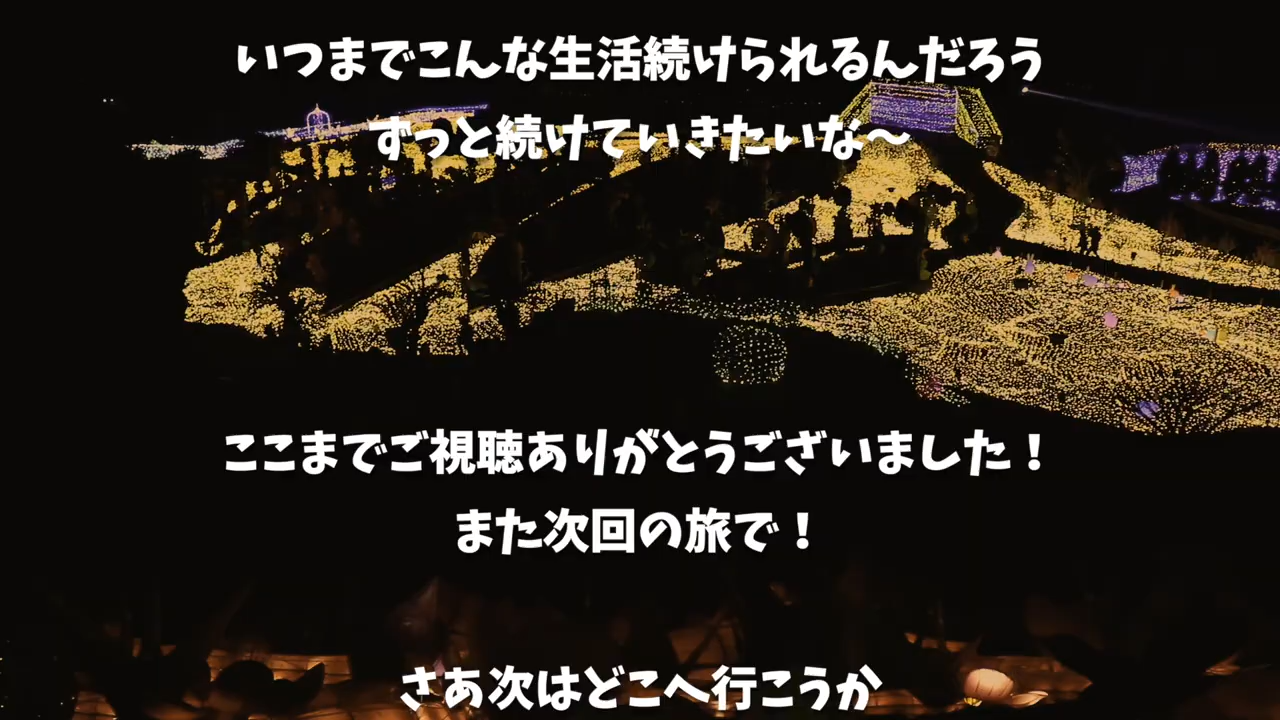 いつまでこんな生活続けられるんだろう
ずっと続けていきたいな～
ここまでご視聴ありがとうございました！
また次回の旅で！
さあ次はどこへ行こうか